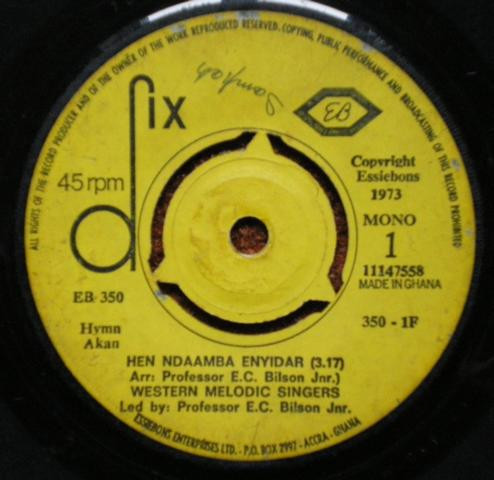 ALL RIGHTS OF THE RECORD PRODUCER AND OF THE OWNER OF THE WORK REPRODUCED RESERVED. COPYING, PUBLIC PERFORMANCE AND BROADCASTING OF THIS RECORD PROHIBITED
dix
EB
45 rpm
Copyright
Essiebons
1973
MONO
1
11147558
MADE IN GHANA
EB 350
350 - 1F
Hymn
Akan
HEN NDAAMBA ENYIDAR (3.17)
Arr: Professor E.C. Bilson Jnr.)
WESTERN MELODIC SINGERS
Led by: Professor E.C. Bilson Jnr.
ESSIEBONS ENTERPRISES LTD. - P.O. BOX 2997 - ACCRA - GHANA